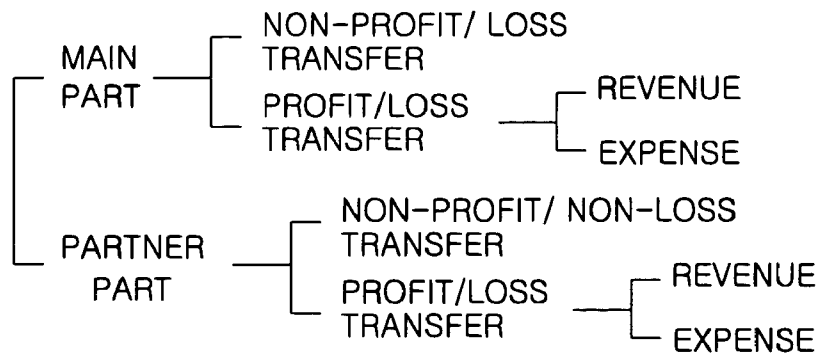 MAIN
PART
NON-PROFIT/ LOSS
TRANSFER
PROFIT/LOSS
TRANSFER
REVENUE
EXPENSE
PARTNER
PART
NON-PROFIT/ NON-LOSS
TRANSFER
PROFIT/LOSS
TRANSFER
REVENUE
EXPENSE